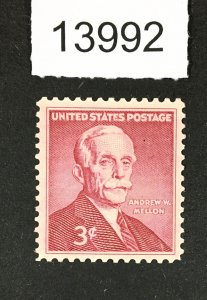 13992
UNITED STATES POSTAGE
ANDREW W.
MELLON
3¢